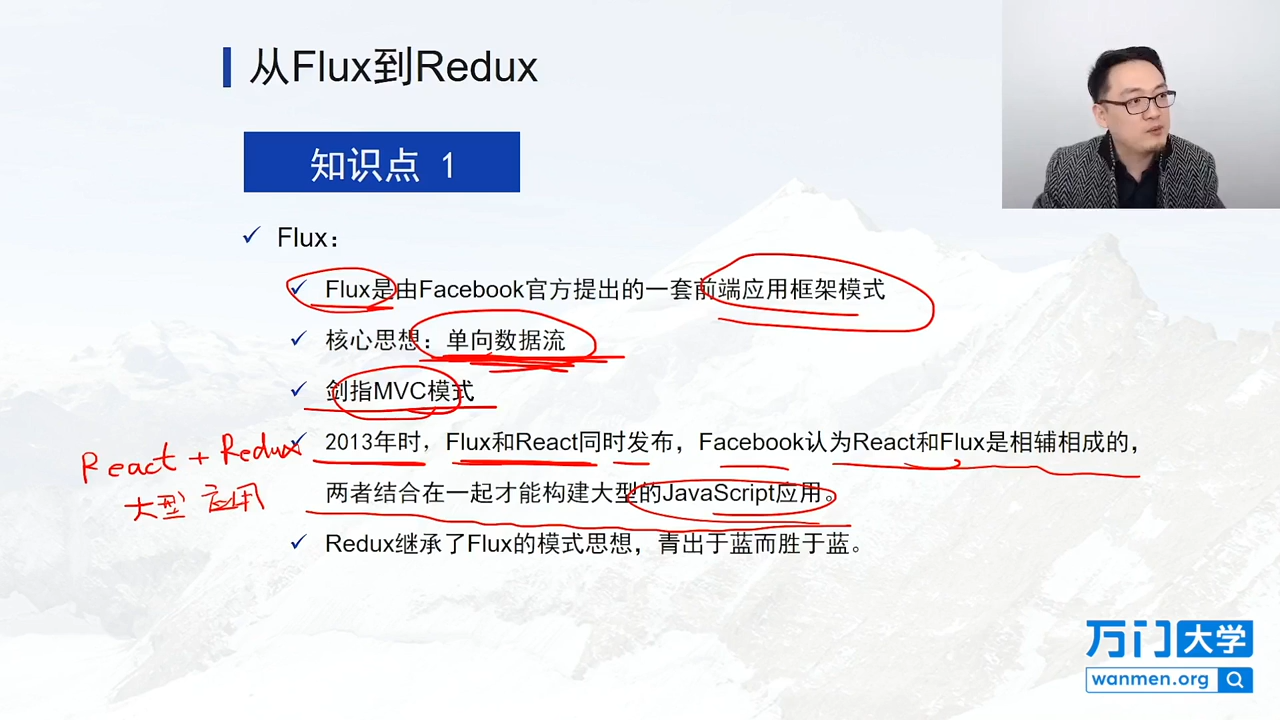 从Flux到Redux
知识点 1
Flux：
Flux是由Facebook官方提出的一套前端应用框架模式
核心思想：单向数据流
剑指MVC模式
2013年时，Flux和React同时发布，Facebook认为React和Flux是相辅相成的，
两者结合在一起才能构建大型的JavaScript应用。
React + Redux
大型 应用
Redux继承了Flux的模式思想，青出于蓝而胜于蓝。
万门大学
wanmen.org